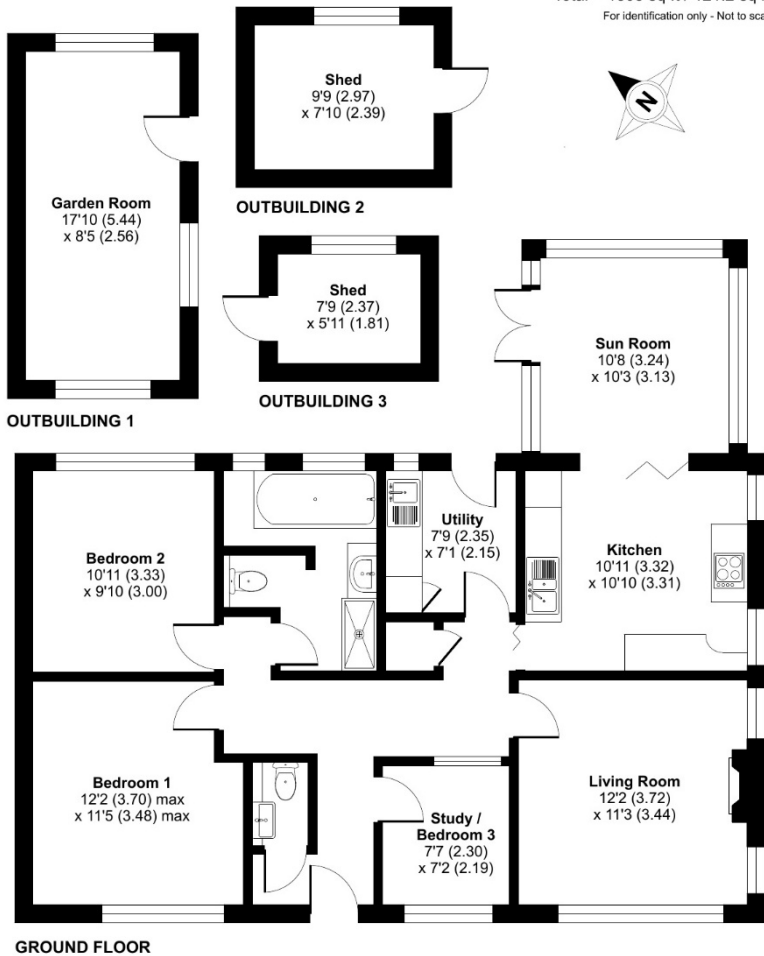 For identification only - Not to sca
N
Shed
9'9 (2.97)
x 7'10 (2.39)
OUTBUILDING 2
Garden Room
17'10 (5.44)
x 8'5 (2.56)
OUTBUILDING 1
Shed
7'9 (2.37)
x 5'11 (1.81)
OUTBUILDING 3
Sun Room
10'8 (3.24)
x 10'3 (3.13)
Bedroom 2
10'11 (3.33)
x 9'10 (3.00)
Utility
7'9 (2.35)
x 7'1 (2.15)
Kitchen
10'11 (3.32)
x 10'10 (3.31)
Bedroom 1
12'2 (3.70) max
x 11'5 (3.48) max
Study /
Bedroom 3
7'7 (2.30)
x 7'2 (2.19)
Living Room
12'2 (3.72)
x 11'3 (3.44)
GROUND FLOOR